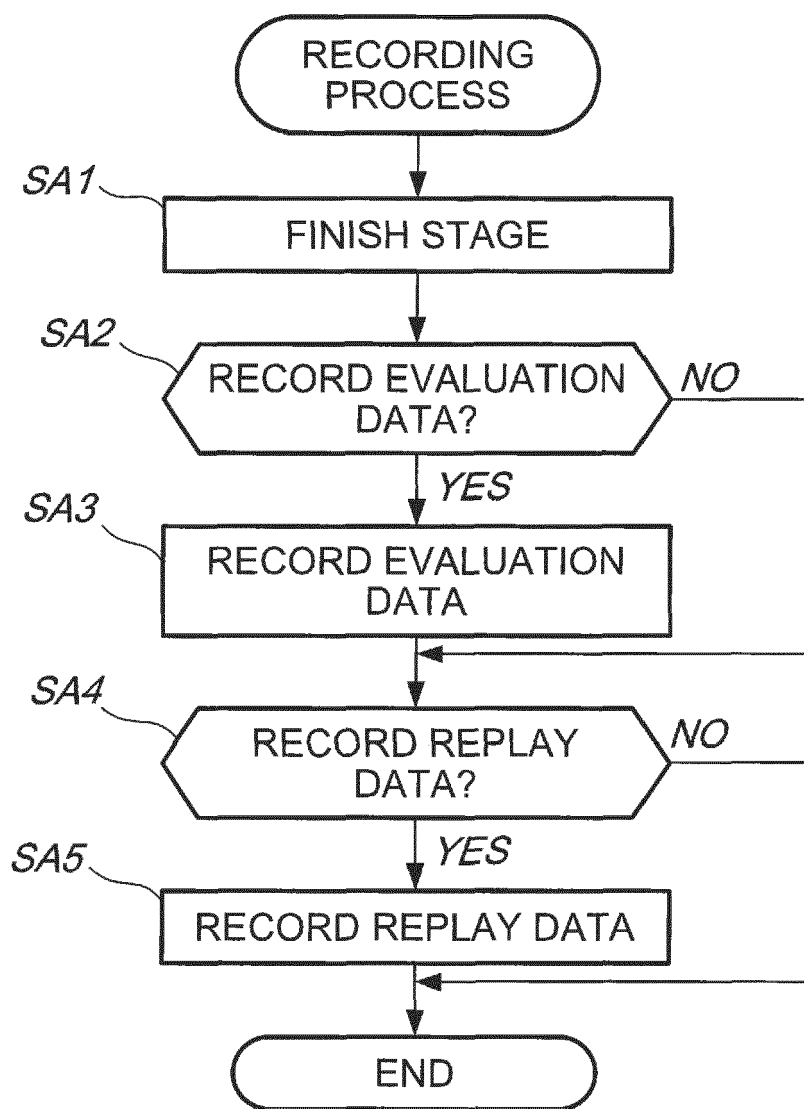 RECORDING
PROCESS
SA1
FINISH STAGE
SA2
RECORD EVALUATION
DATA?
NO
YES
SA3
RECORD EVALUATION
DATA
SA4
RECORD REPLAY
DATA?
NO
YES
SA5
RECORD REPLAY DATA
END